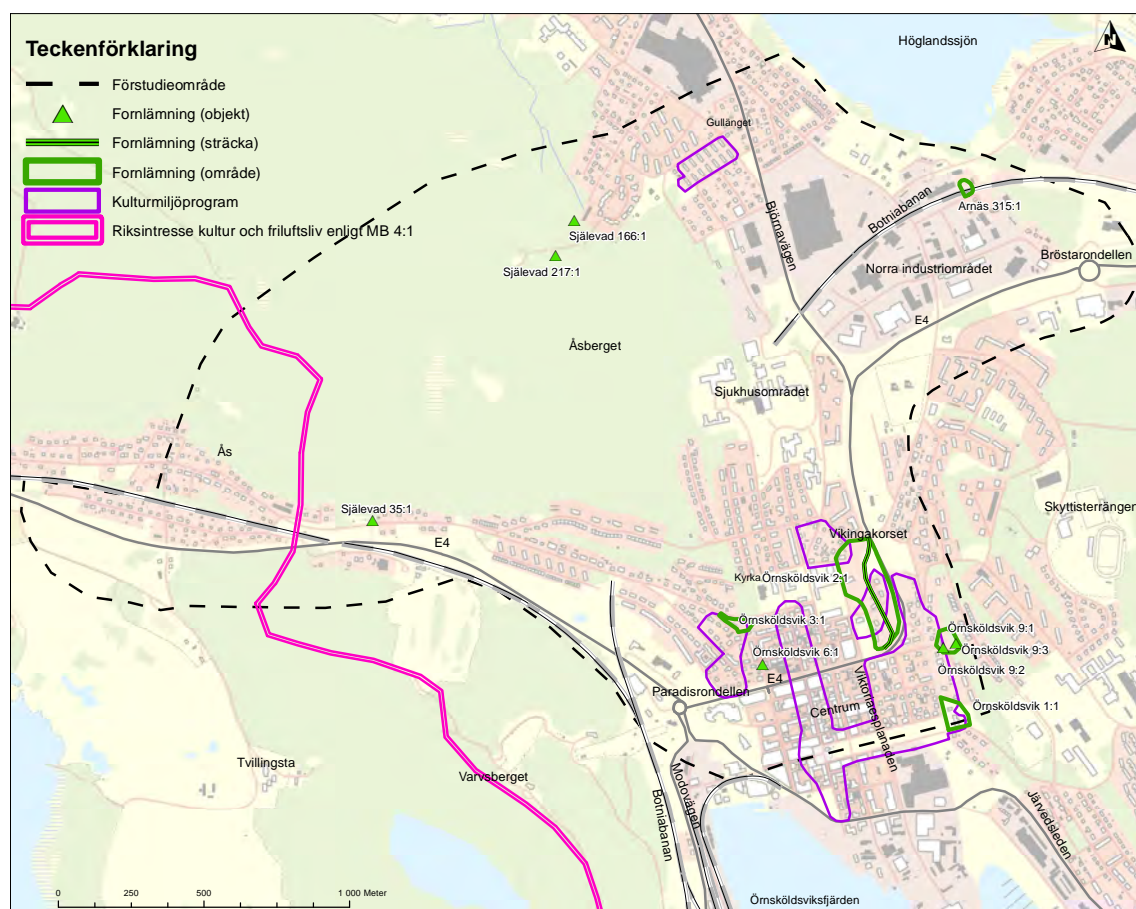 Teckenförklaring
Förstudieområde
Fornlämning (objekt)
Fornlämning (sträcka)
Fornlämning (område)
Kulturmiljöprogram
Riksintresse kultur och friluftsliv enligt MB 4:1
Höglandssjön
N
Gullänget
Björnavägen
Botniabanan
Arnäs 315:1
Själevad 166:1
Själevad 217:1
Norra industriområdet
Bröstarondellen
E4
Åsberget
Sjukhusområdet
Ås
Själevad 35:1
E4
Skyttisterrängen
Vikingakorset
Kyrka
Örnsköldsvik 2:1
Örnsköldsvik 3:1
Örnsköldsvik 9:1
Örnsköldsvik 9:3
Örnsköldsvik 6:1
Örnsköldsvik 9:2
E4
Paradisrondellen
Viktoriaesplanaden
Centrum
Örnsköldsvik 1:1
Tvillingsta
Varvsberget
Botniabanan
Modovägen
Järvedsleden
0 250 500 1 000 Meter
Örnsköldsviksfjärden